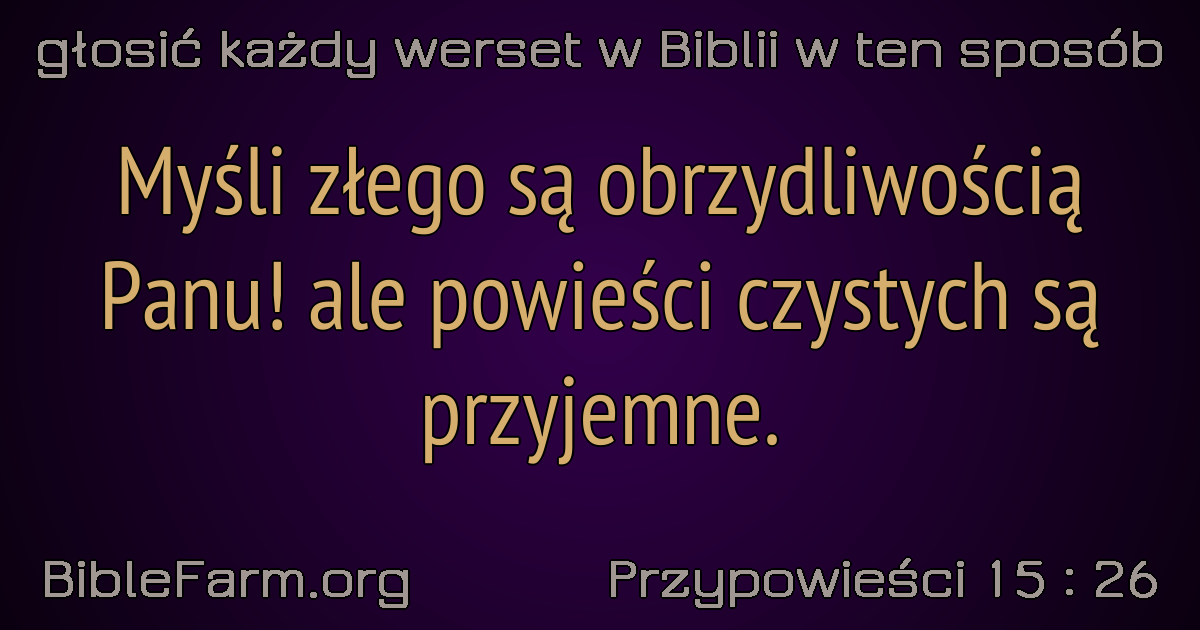 głosić każdy werset w Biblii w ten sposób
Myśli złego są obrzydliwością
Panu! ale powieści czystych są
przyjemne.
BibleFarm.org
Przypowieści 15 : 26